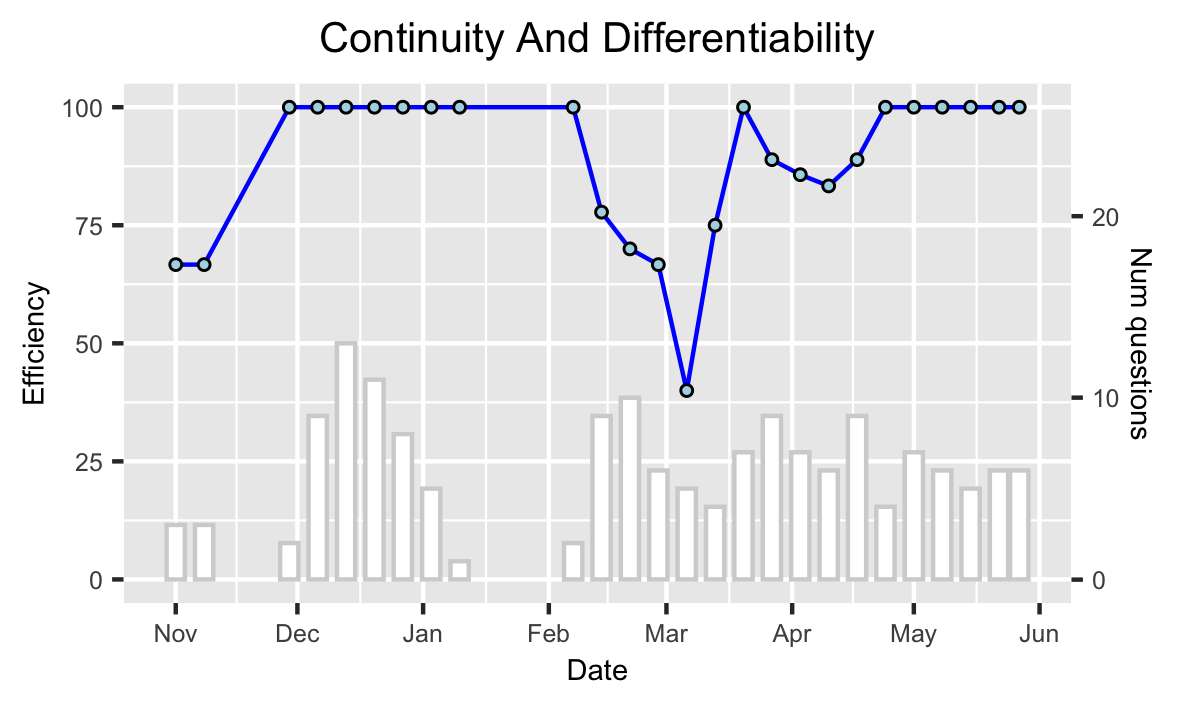 Continuity And Differentiability
100
75
50
25
0
Efficiency
20
10
0
Num questions
Nov Dec Jan Feb Mar Apr May Jun
Date